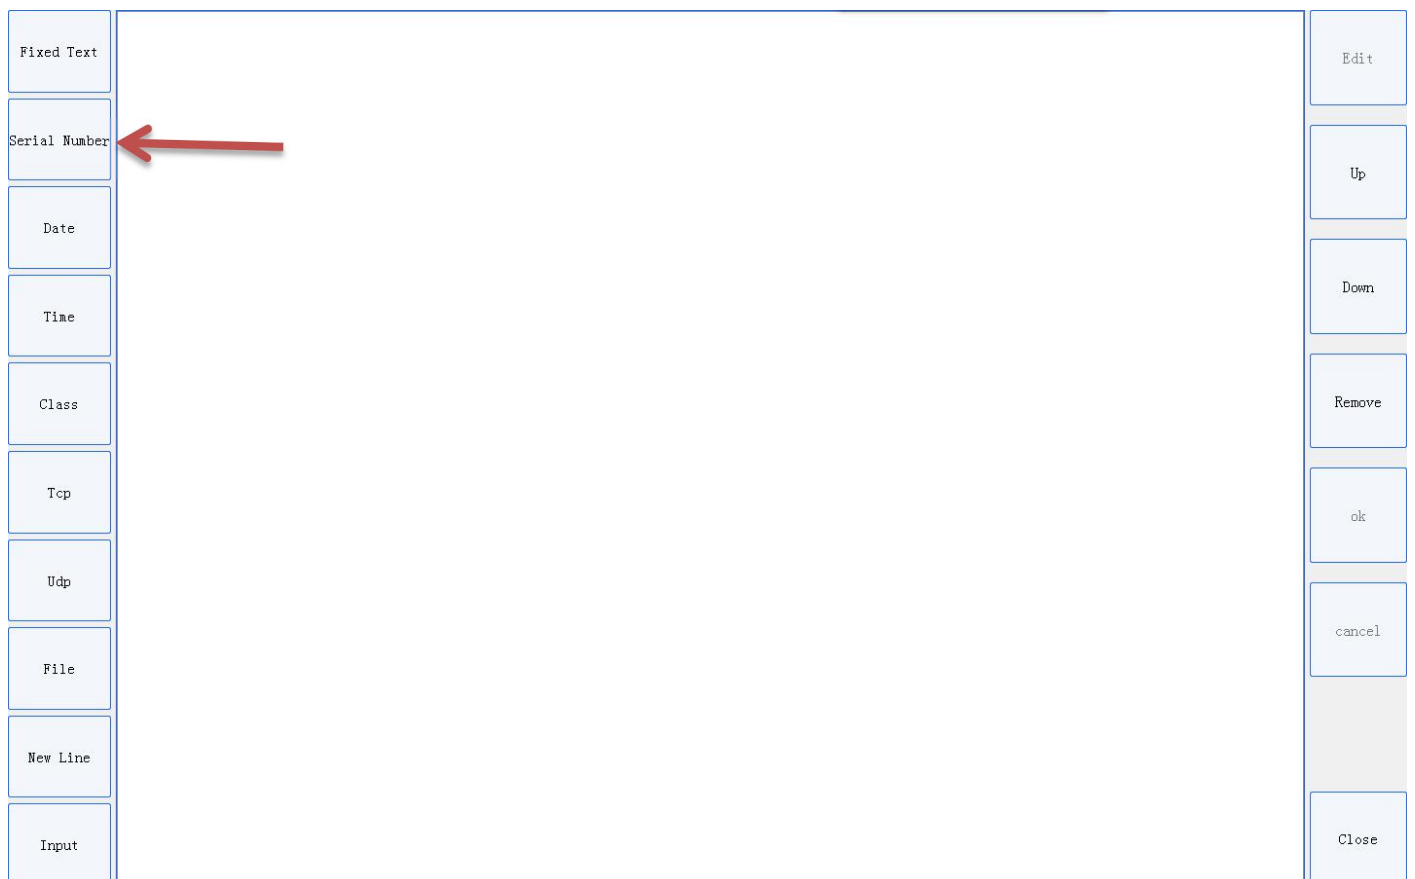 Fixed Text
Serial Number
Date
Time
Class
Tcp
Udp
File
New Line
Input
Edit
Up
Down
Remove
ok
cancel
Close